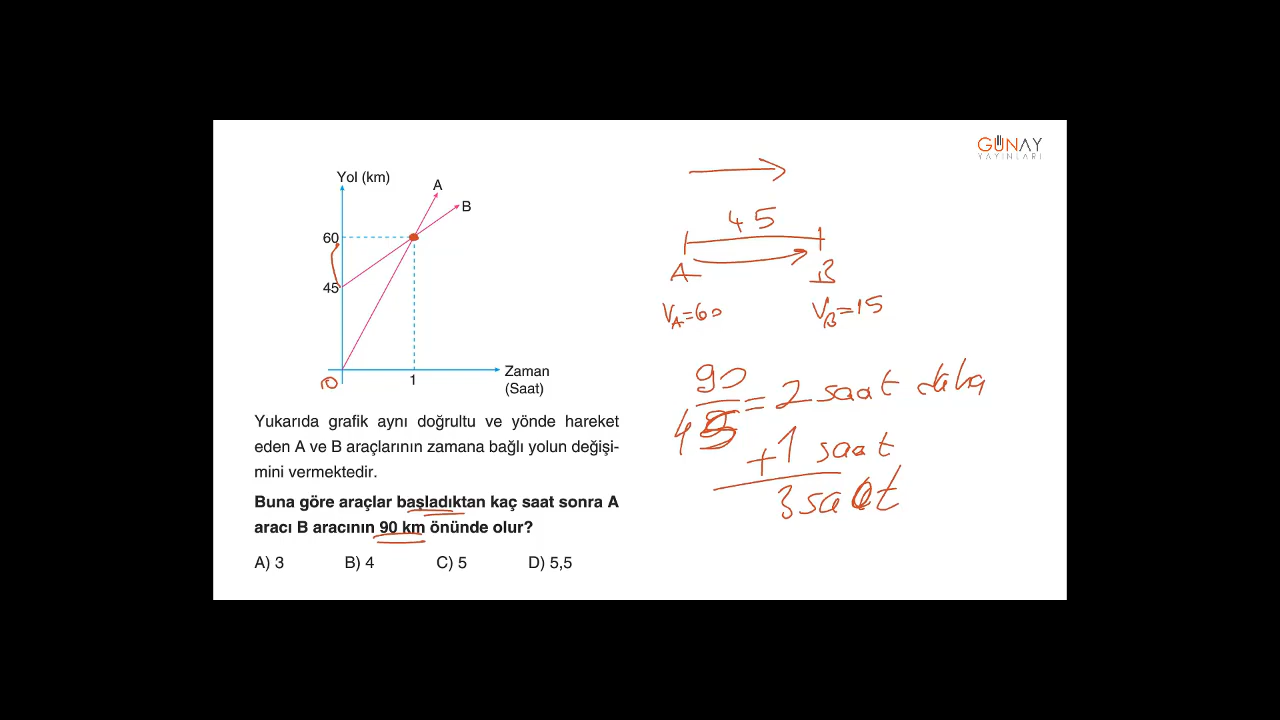 GÜNAY
YAYINLARI
Yol (km)
A
B
60
45
0
1
Zaman
(Saat)
Yukarıda grafik aynı doğrultu ve yönde hareket
eden A ve B araçlarının zamana bağlı yolun değişi-
mini vermektedir.
Buna göre araçlar başladıktan kaç saat sonra A
aracı B aracının 90 km önünde olur?
A) 3 B) 4 C) 5 D) 5,5
45
A B
VA=60 VB=15
90
45 = 2 saat daha
+1 saat
3 saat